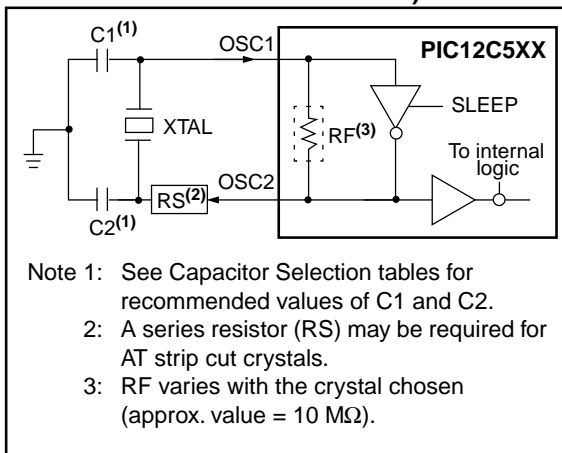 C1(1)
OSC1
PIC12C5XX
SLEEP
XTAL
RF(3)
To internal
logic
OSC2
RS(2)
C2(1)
Note 1: See Capacitor Selection tables for
recommended values of C1 and C2.
2: A series resistor (RS) may be required for
AT strip cut crystals.
3: RF varies with the crystal chosen
(approx. value = 10 MΩ).